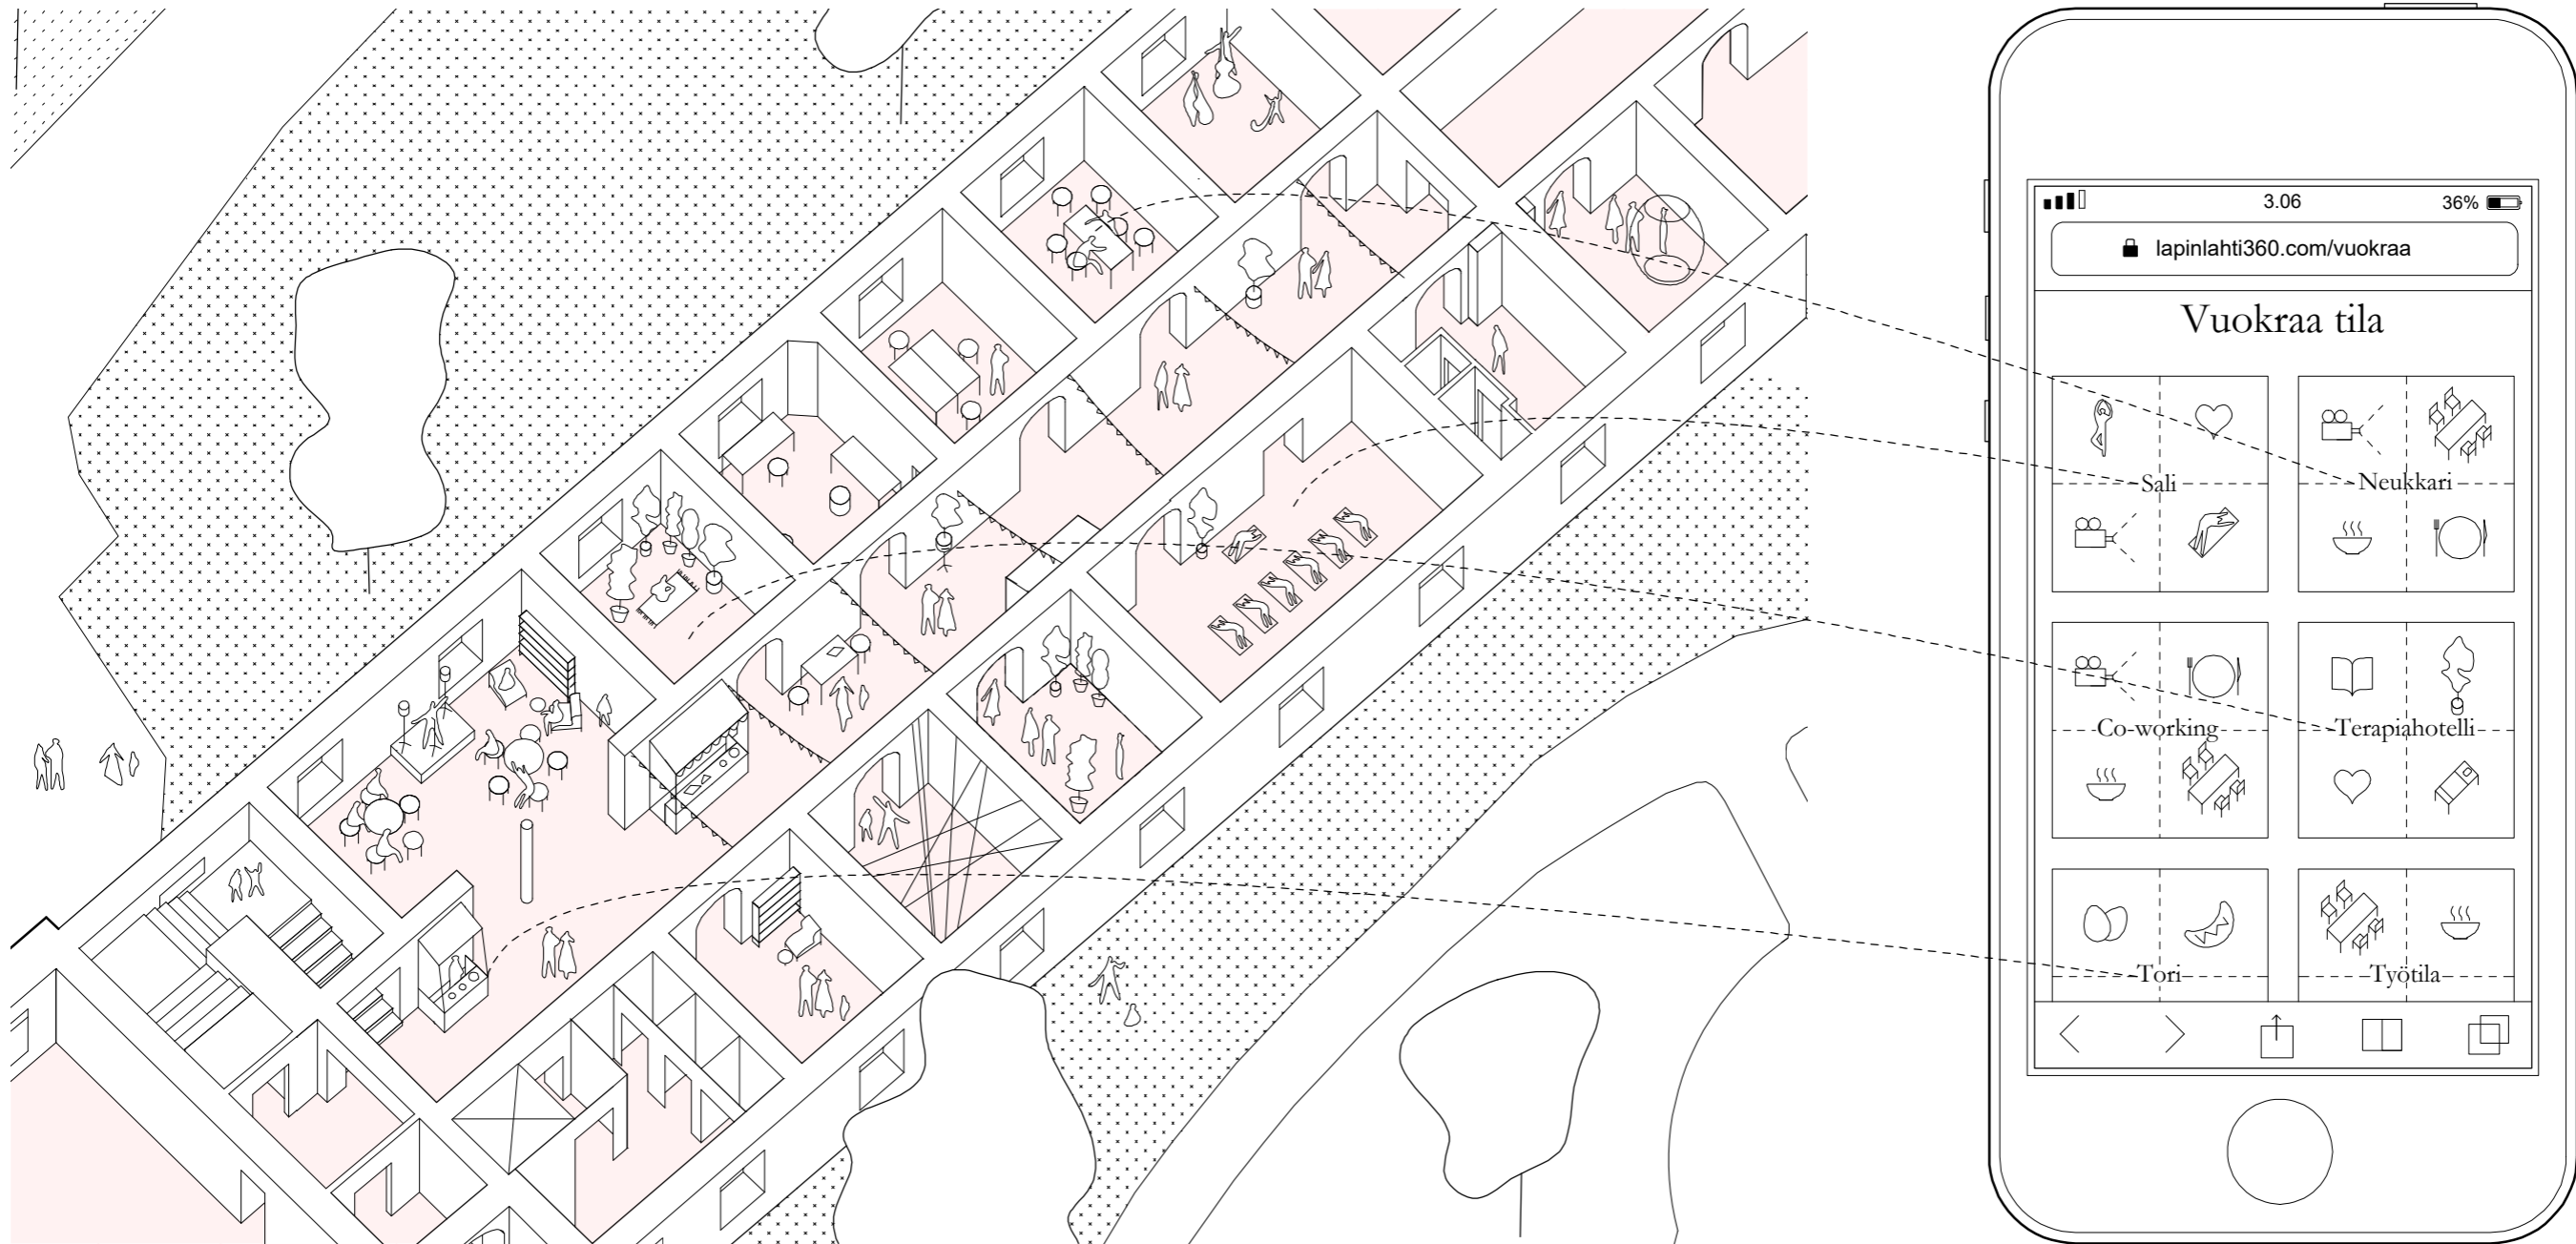 3.06 36%
lapinlahti360.com/vuokraa
Vuokraa tila
Sali Neukkari
Co-working Terapiahotelli
Tori Työtila